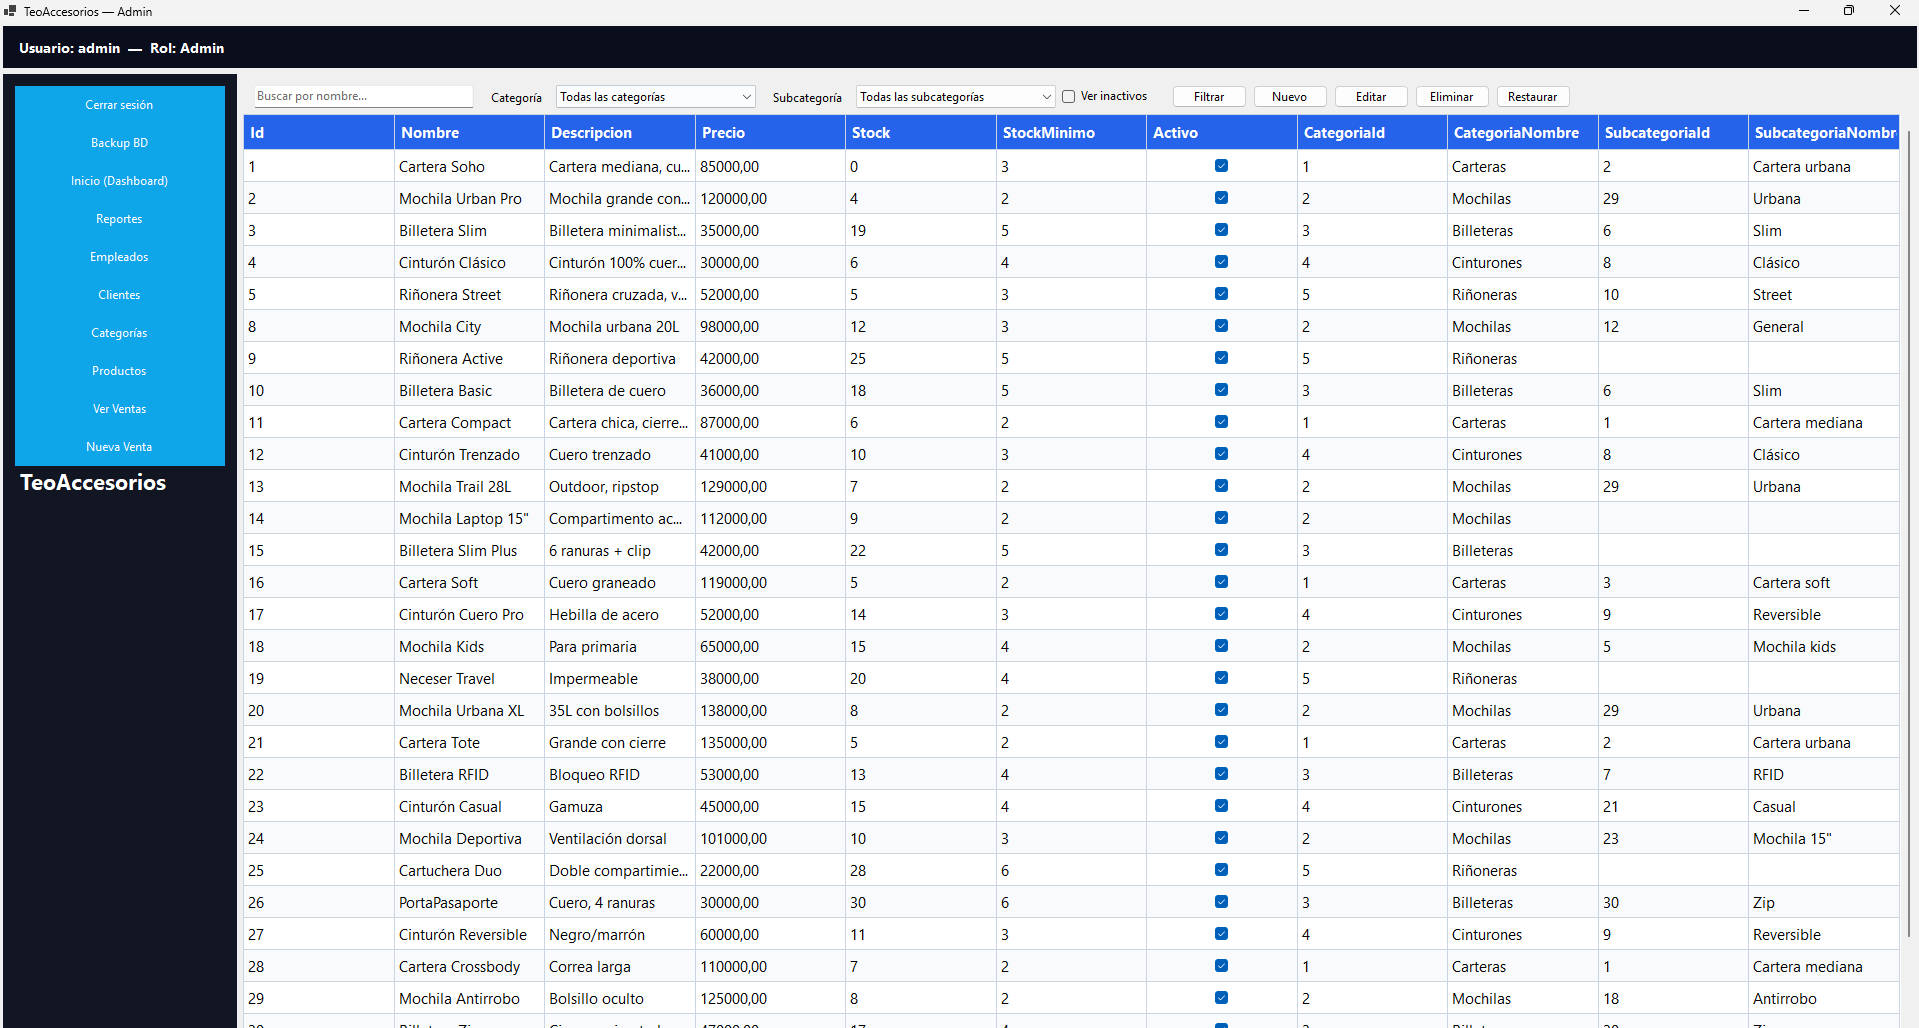 TeoAccesorios — Admin
Usuario: admin — Rol: Admin
Cerrar sesión
Backup BD
Inicio (Dashboard)
Reportes
Empleados
Clientes
Categorías
Productos
Ver Ventas
Nueva Venta
TeoAccesorios
Buscar por nombre... Categoría Todas las categorías Subcategoría Todas las subcategorías Ver inactivos Filtrar Nuevo Editar Eliminar Restaurar
Id Nombre Descripcion Precio Stock StockMinimo Activo CategoriaId CategoriaNombre SubcategoriaId SubcategoriaNombr
1 Cartera Soho Cartera mediana, cu... 85000,00 0 3 1 Carteras 2 Cartera urbana
2 Mochila Urban Pro Mochila grande con... 120000,00 4 2 2 Mochilas 29 Urbana
3 Billetera Slim Billetera minimalist... 35000,00 19 5 3 Billeteras 6 Slim
4 Cinturón Clásico Cinturón 100% cuer... 30000,00 6 4 4 Cinturones 8 Clásico
5 Riñonera Street Riñonera cruzada, v... 52000,00 5 3 5 Riñoneras 10 Street
8 Mochila City Mochila urbana 20L 98000,00 12 3 2 Mochilas 12 General
9 Riñonera Active Riñonera deportiva 42000,00 25 5 5 Riñoneras
10 Billetera Basic Billetera de cuero 36000,00 18 5 3 Billeteras 6 Slim
11 Cartera Compact Cartera chica, cierre... 87000,00 6 2 1 Carteras 1 Cartera mediana
12 Cinturón Trenzado Cuero trenzado 41000,00 10 3 4 Cinturones 8 Clásico
13 Mochila Trail 28L Outdoor, ripstop 129000,00 7 2 2 Mochilas 29 Urbana
14 Mochila Laptop 15" Compartimento ac... 112000,00 9 2 2 Mochilas
15 Billetera Slim Plus 6 ranuras + clip 42000,00 22 5 3 Billeteras
16 Cartera Soft Cuero graneado 119000,00 5 2 1 Carteras 3 Cartera soft
17 Cinturón Cuero Pro Hebilla de acero 52000,00 14 3 4 Cinturones 9 Reversible
18 Mochila Kids Para primaria 65000,00 15 4 2 Mochilas 5 Mochila kids
19 Neceser Travel Impermeable 38000,00 20 4 5 Riñoneras
20 Mochila Urbana XL 35L con bolsillos 138000,00 8 2 2 Mochilas 29 Urbana
21 Cartera Tote Grande con cierre 135000,00 5 2 1 Carteras 2 Cartera urbana
22 Billetera RFID Bloqueo RFID 53000,00 13 4 3 Billeteras 7 RFID
23 Cinturón Casual Gamuza 45000,00 15 4 4 Cinturones 21 Casual
24 Mochila Deportiva Ventilación dorsal 101000,00 10 3 2 Mochilas 23 Mochila 15"
25 Cartuchera Duo Doble compartimie... 22000,00 28 6 5 Riñoneras
26 PortaPasaporte Cuero, 4 ranuras 30000,00 30 6 3 Billeteras 30 Zip
27 Cinturón Reversible Negro/marrón 60000,00 11 3 4 Cinturones 9 Reversible
28 Cartera Crossbody Correa larga 110000,00 7 2 1 Carteras 1 Cartera mediana
29 Mochila Antirrobo Bolsillo oculto 125000,00 8 2 2 Mochilas 18 Antirrobo